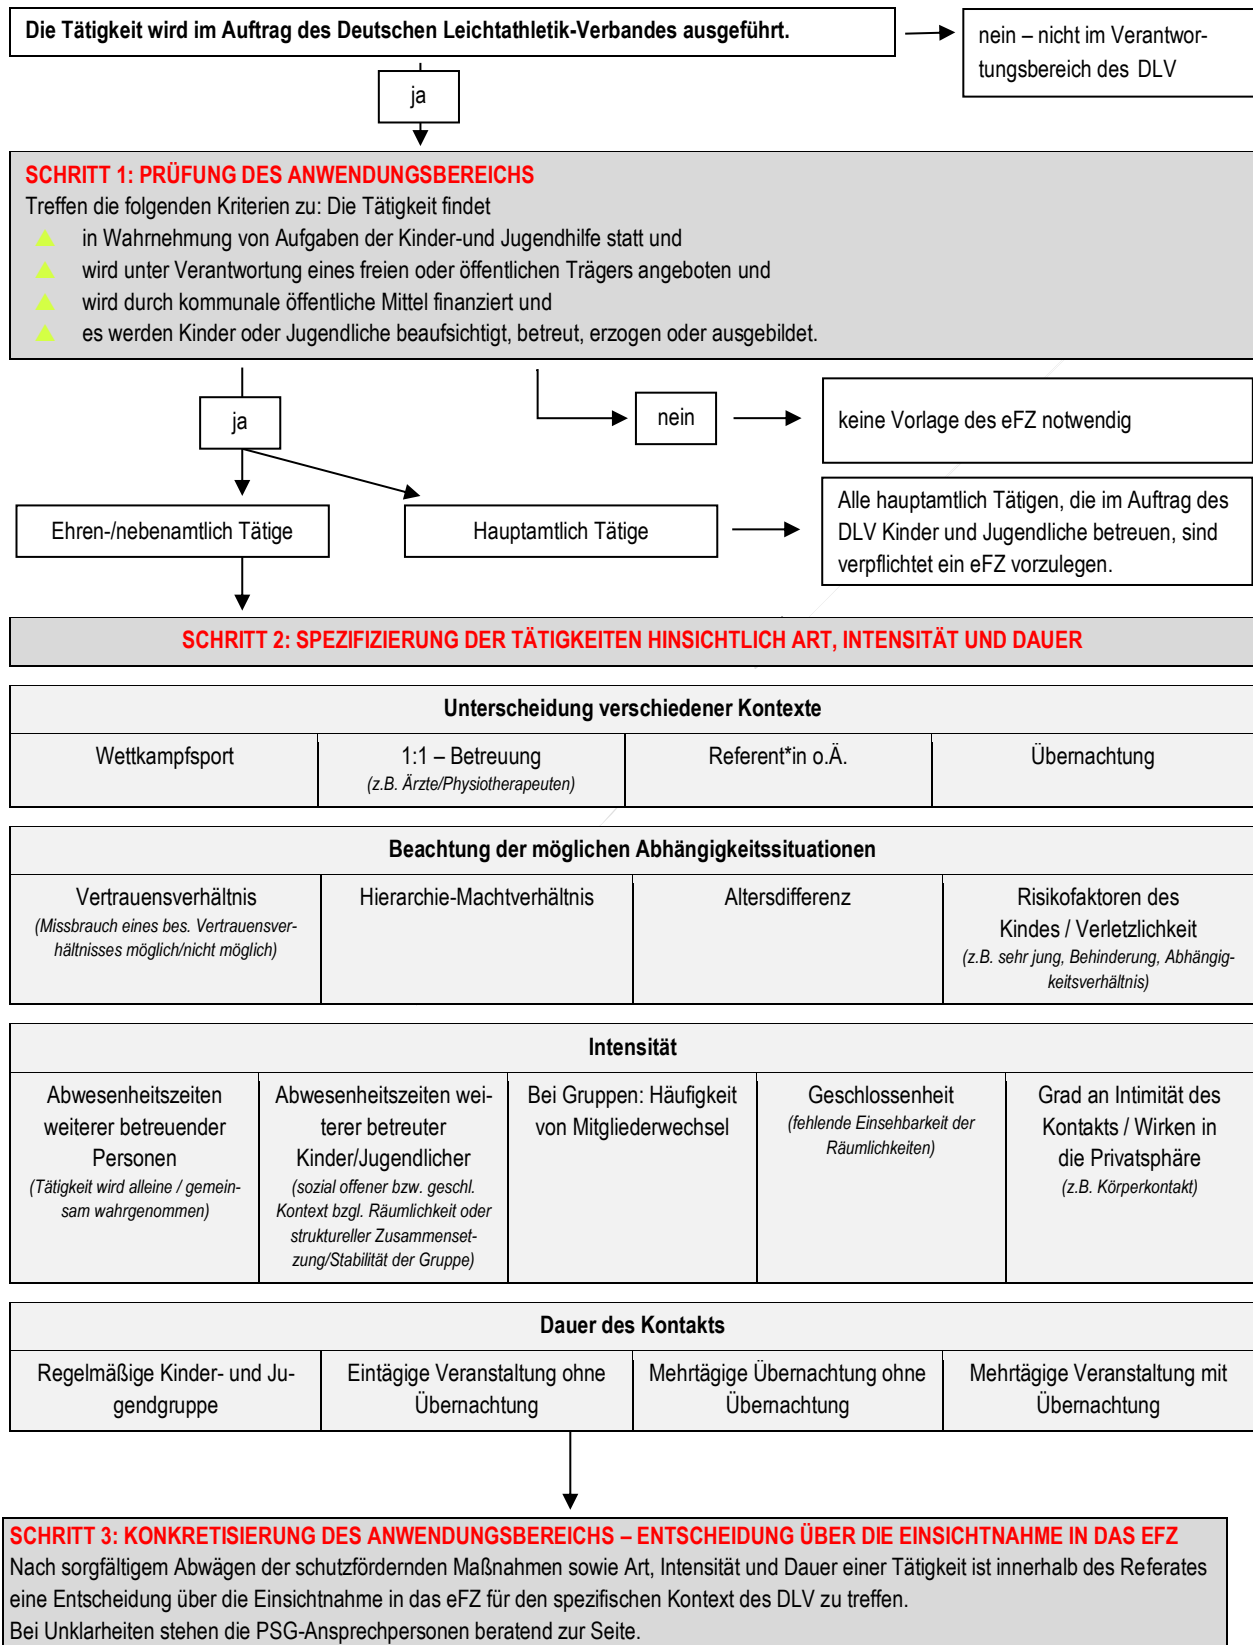 Die Tätigkeit wird im Auftrag des Deutschen Leichtathletik-Verbandes ausgeführt.
nein – nicht im Verantwor-
tungsbereich des DLV
ja
SCHRITT 1: PRÜFUNG DES ANWENDUNGSBEREICHS
Treffen die folgenden Kriterien zu: Die Tätigkeit findet
in Wahrnehmung von Aufgaben der Kinder-und Jugendhilfe statt und
wird unter Verantwortung eines freien oder öffentlichen Trägers angeboten und
wird durch kommunale öffentliche Mittel finanziert und
es werden Kinder oder Jugendliche beaufsichtigt, betreut, erzogen oder ausgebildet.
ja
nein
keine Vorlage des eFZ notwendig
Ehren-/nebenamtlich Tätige
Hauptamtlich Tätige
Alle hauptamtlich Tätigen, die im Auftrag des
DLV Kinder und Jugendliche betreuen, sind
verpflichtet ein eFZ vorzulegen.
SCHRITT 2: SPEZIFIZIERUNG DER TÄTIGKEITEN HINSICHTLICH ART, INTENSITÄT UND DAUER
Unterscheidung verschiedener Kontexte
Wettkampfsport
1:1 – Betreuung
(z.B. Ärzte/Physiotherapeuten)
Referent*in o.Ä.
Übernachtung
Beachtung der möglichen Abhängigkeitssituationen
Vertrauensverhältnis
(Missbrauch eines bes. Vertrauensver-
hältnisses möglich/nicht möglich)
Hierarchie-Machtverhältnis
Altersdifferenz
Risikofaktoren des
Kindes / Verletzlichkeit
(z.B. sehr jung, Behinderung, Abhängig-
keitsverhältnis)
Intensität
Abwesenheitszeiten
weiterer betreuender
Personen
(Tätigkeit wird alleine / gemein-
sam wahrgenommen)
Abwesenheitszeiten wei-
terer betreuter
Kinder/Jugendlicher
(sozial offener bzw. geschl.
Kontext bzgl. Räumlichkeit oder
struktureller Zusammenset-
zung/Stabilität der Gruppe)
Bei Gruppen: Häufigkeit
von Mitgliederwechsel
Geschlossenheit
(fehlende Einsehbarkeit der
Räumlichkeiten)
Grad an Intimität des
Kontakts / Wirken in
die Privatsphäre
(z.B. Körperkontakt)
Dauer des Kontakts
Regelmäßige Kinder- und Ju-
gendgruppe
Eintägige Veranstaltung ohne
Übernachtung
Mehrtägige Übernachtung ohne
Übernachtung
Mehrtägige Veranstaltung mit
Übernachtung
SCHRITT 3: KONKRETISIERUNG DES ANWENDUNGSBEREICHS – ENTSCHEIDUNG ÜBER DIE EINSICHTNAHME IN DAS EFZ
Nach sorgfältigem Abwägen der schutzfördernden Maßnahmen sowie Art, Intensität und Dauer einer Tätigkeit ist innerhalb des Referates
eine Entscheidung über die Einsichtnahme in das eFZ für den spezifischen Kontext des DLV zu treffen.
Bei Unklarheiten stehen die PSG-Ansprechpersonen beratend zur Seite.